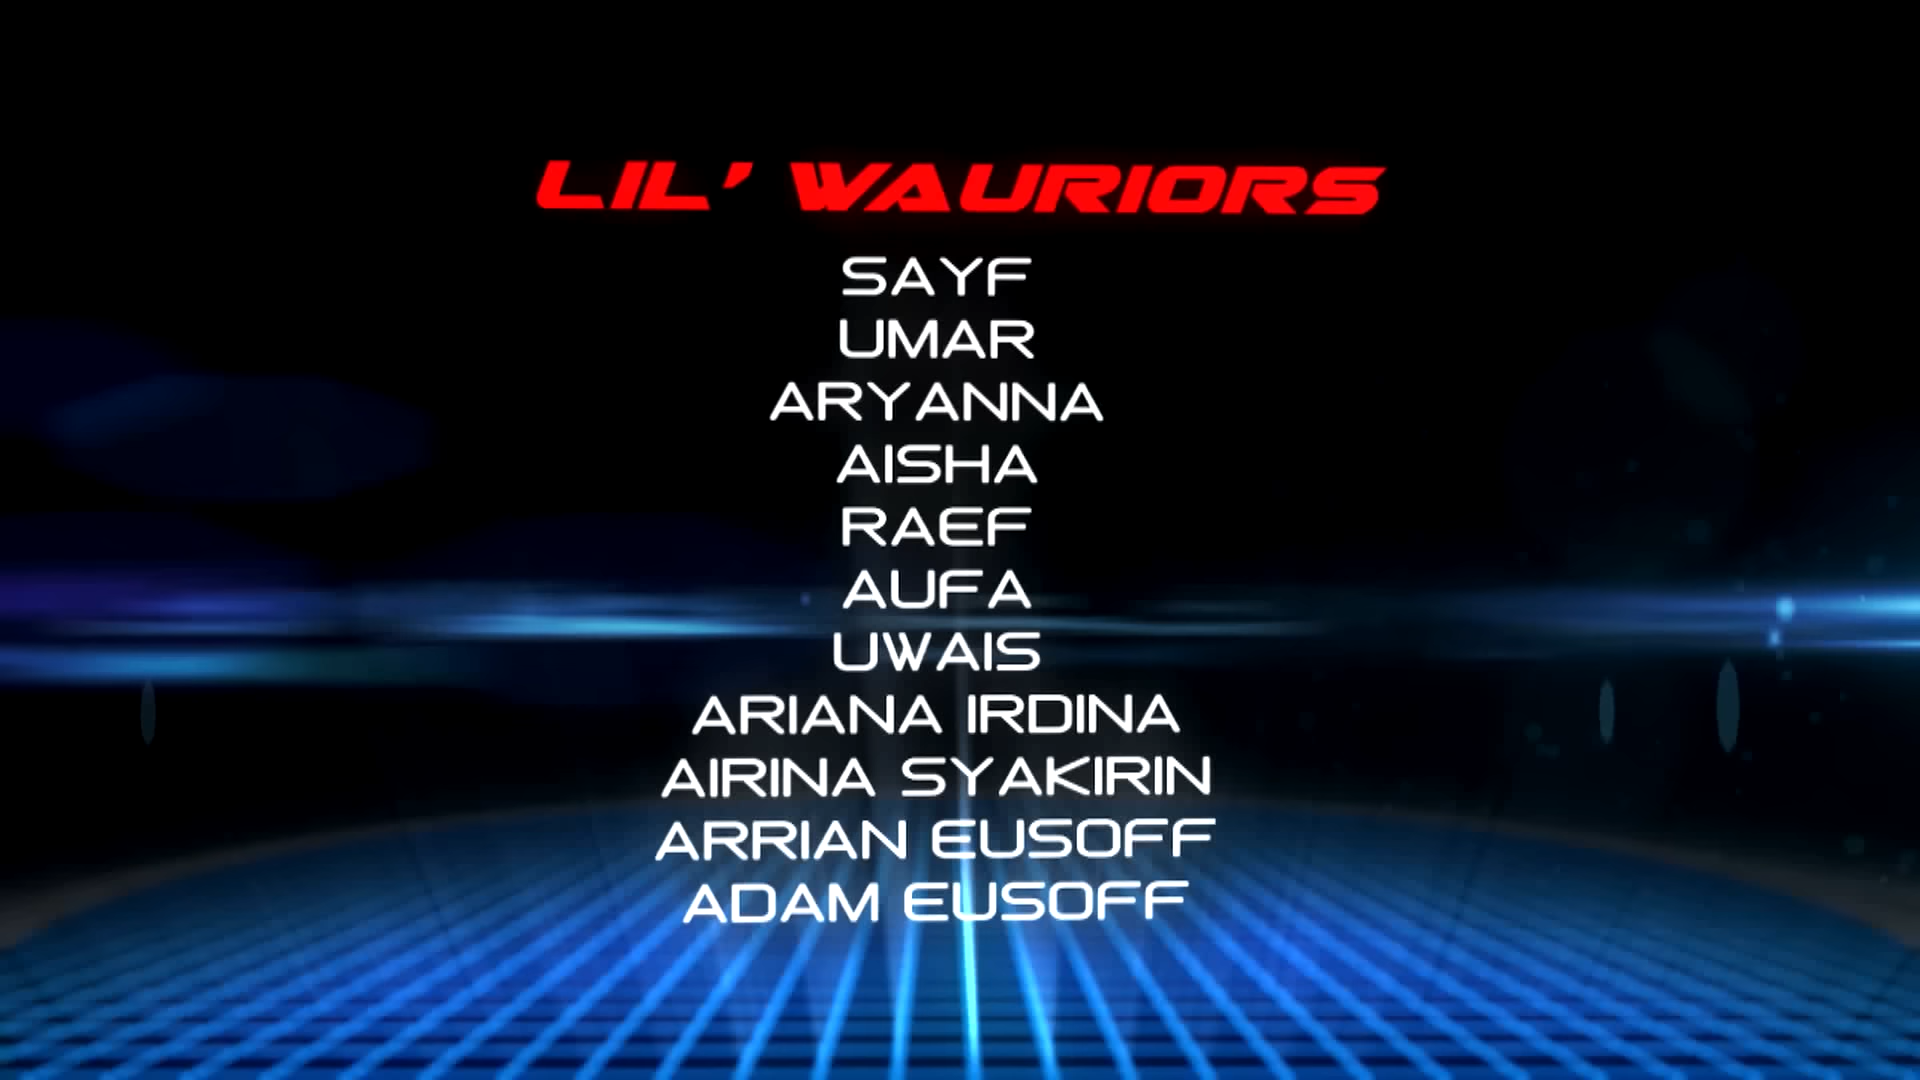 LIL' WAURIORS
SAYF
UMAR
ARYANNA
AISHA
RAEF
AUFA
UWAIS
ARIANA IRDINA
AIRINA SYAKIRIN
ARRIAN EUSOFF
ADAM EUSOFF